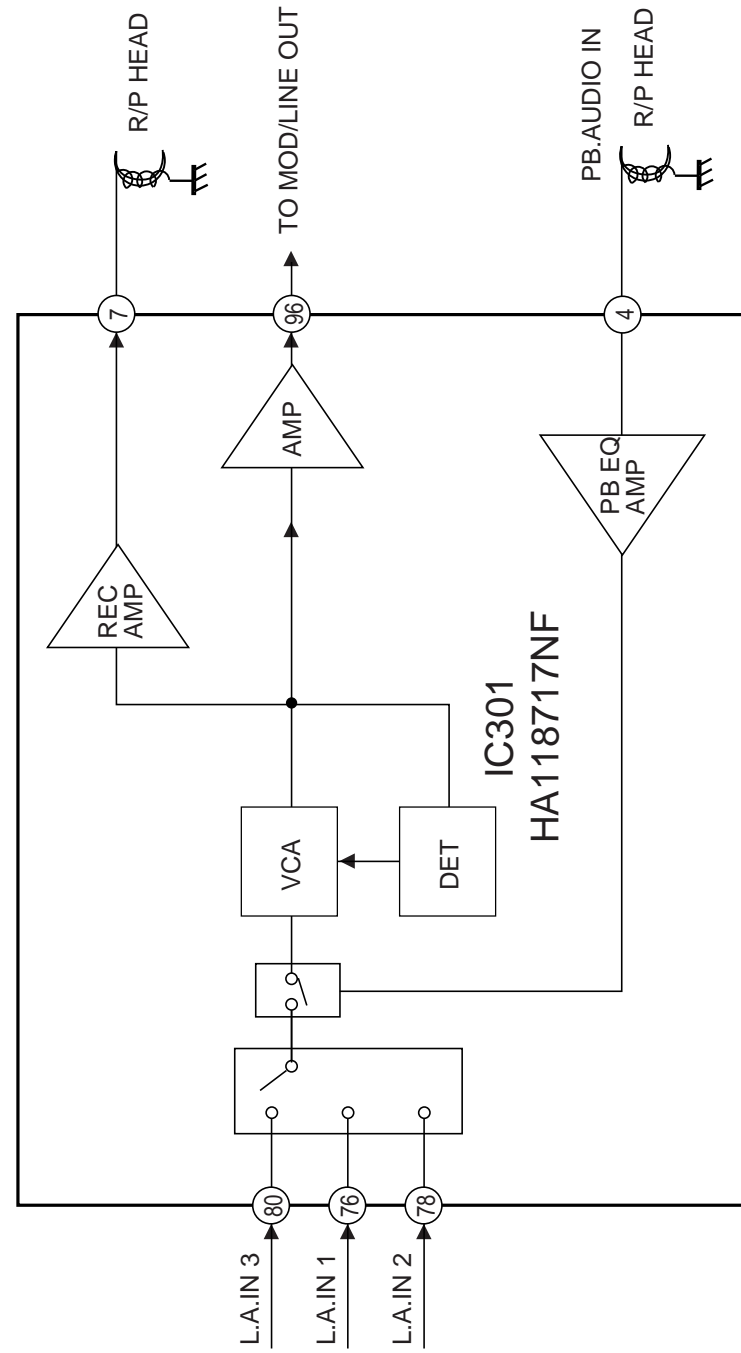 L.A.IN 3
80
L.A.IN 1
76
L.A.IN 2
78
VCA
DET
REC
AMP
AMP
IC301
HA118717NF
PB EQ
AMP
7
R/P HEAD
96
TO MOD/LINE OUT
4
PB.AUDIO IN
R/P HEAD